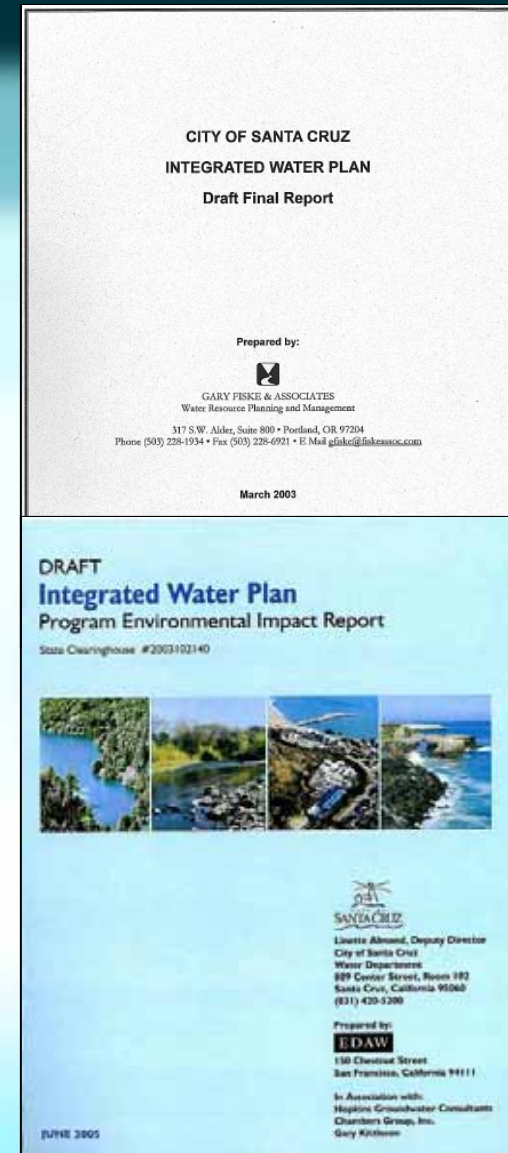 CITY OF SANTA CRUZ
INTEGRATED WATER PLAN
Draft Final Report
Prepared by:
GARY FISKE & ASSOCIATES
Water Resource Planning and Management
317 S.W. Alder, Suite 800 • Portland, OR 97204
Phone (503) 228-1934 • Fax (503) 228-6921 • E Mail gfiske@fiskeassoc.com
March 2003
DRAFT
Integrated Water Plan
Program Environmental Impact Report
State Clearinghouse #2003102140
SANTA CRUZ
Linette Almond, Deputy Director
City of Santa Cruz
Water Department
809 Center Street, Room 102
Santa Cruz, California 95060
(831) 420-5200
Prepared by:
EDAW
150 Chestnut Street
San Francisco, California 94111
In Association with:
Hopkins Groundwater Consultants
Chambers Group, Inc.
Gary Kittleson
JUNE 2005